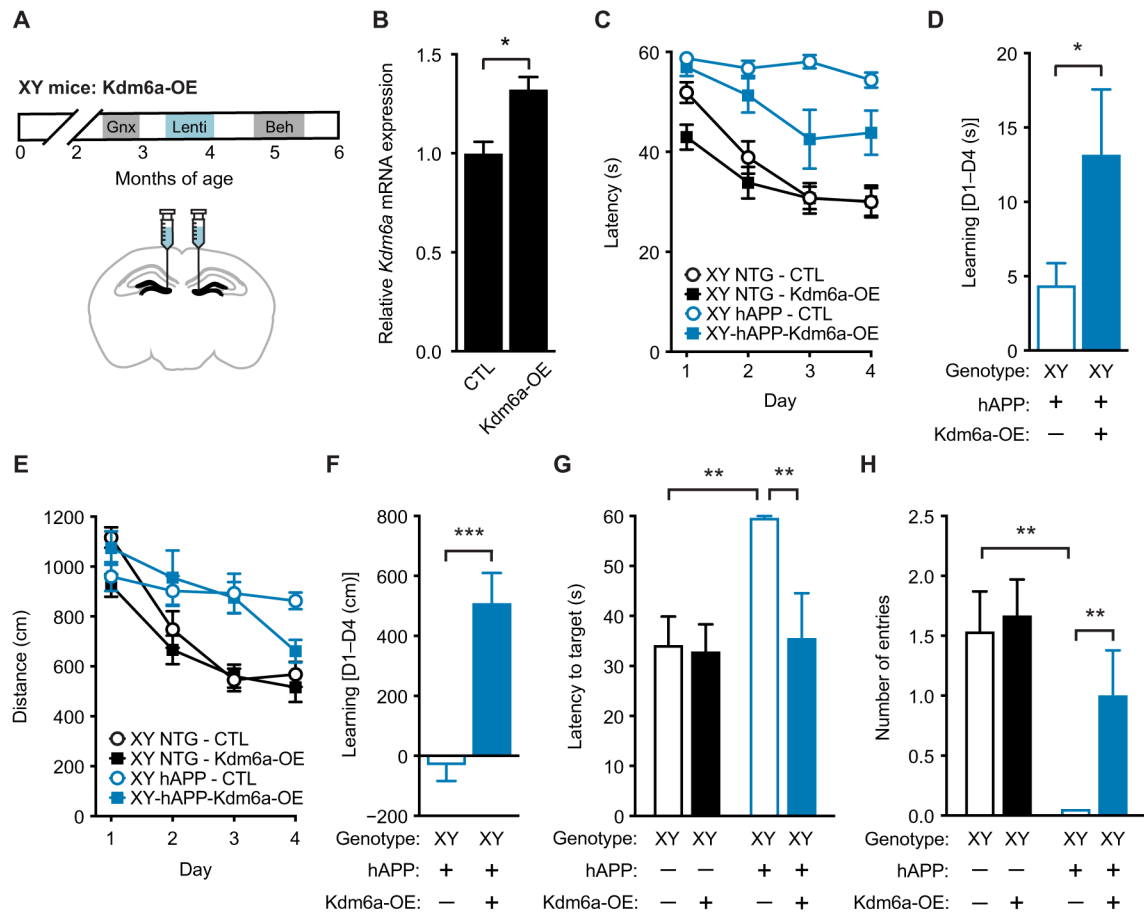 A
XY mice: Kdm6a-OE
Gnx Lenti Beh
0 2 3 4 5 6
Months of age
B
*
Relative Kdm6a mRNA expression
1.5
1.0
0.5
0.0
CTL
Kdm6a-OE
C
Latency (s)
60
40
20
0
XY NTG - CTL
XY NTG - Kdm6a-OE
XY hAPP - CTL
XY-hAPP-Kdm6a-OE
1 2 3 4
Day
D
*
Learning [D1–D4 (s)]
20
15
10
5
0
Genotype: XY XY
hAPP: + +
Kdm6a-OE: – +
E
Distance (cm)
1200
1000
800
600
400
200
0
XY NTG - CTL
XY NTG - Kdm6a-OE
XY hAPP - CTL
XY-hAPP-Kdm6a-OE
1 2 3 4
Day
F
***
Learning [D1–D4 (cm)]
800
600
400
200
0
−200
Genotype: XY XY
hAPP: + +
Kdm6a-OE: – +
G
** **
Latency to target (s)
60
50
40
30
20
10
0
Genotype: XY XY XY XY
hAPP: – – + +
Kdm6a-OE: – + – +
H
**
**
Number of entries
2.5
2.0
1.5
1.0
0.5
0.0
Genotype: XY XY XY XY
hAPP: – – + +
Kdm6a-OE: – + – +